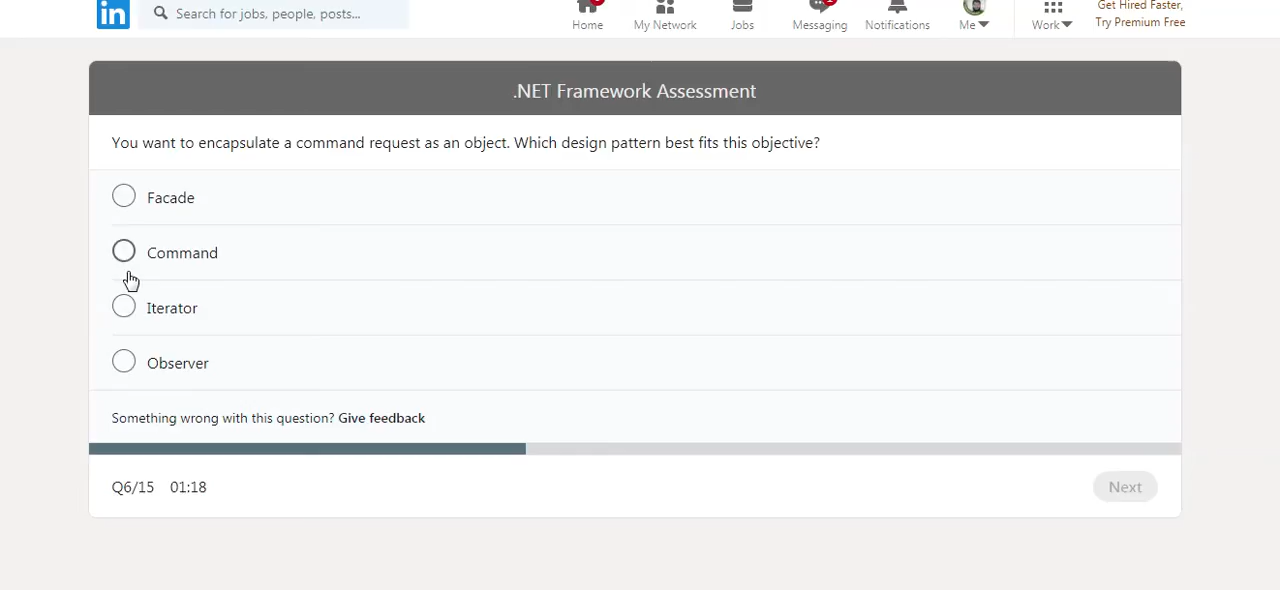 in
Search for jobs, people, posts...
Home
My Network
Jobs
Messaging
Notifications
Me
Work
Get Hired Faster,
Try Premium Free
.NET Framework Assessment
You want to encapsulate a command request as an object. Which design pattern best fits this objective?
Facade
Command
Iterator
Observer
Something wrong with this question? Give feedback
Q6/15 01:18
Next